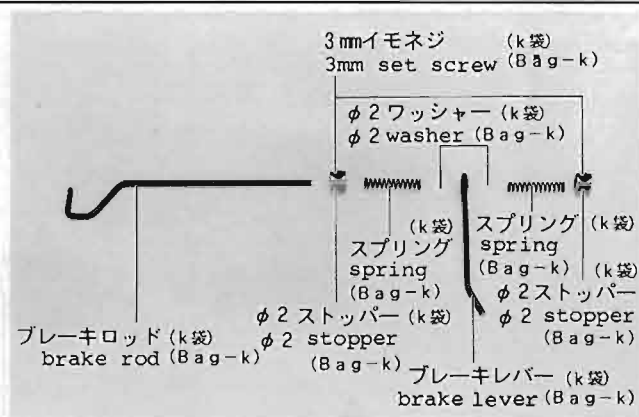 3mmイモネジ (k袋)
3mm set screw (Bag-k)
φ2ワッシャー (k袋)
φ2 washer (Bag-k)
(k袋)
スプリング
spring
(Bag-k)
スプリング (k袋)
spring
(Bag-k)
(k袋)
φ2ストッパー
φ2 stopper
(Bag-k)
φ2ストッパー (k袋)
φ2 stopper
(Bag-k)
ブレーキロッド (k袋)
brake rod (Bag-k)
ブレーキレバー (k袋)
brake lever (Bag-k)